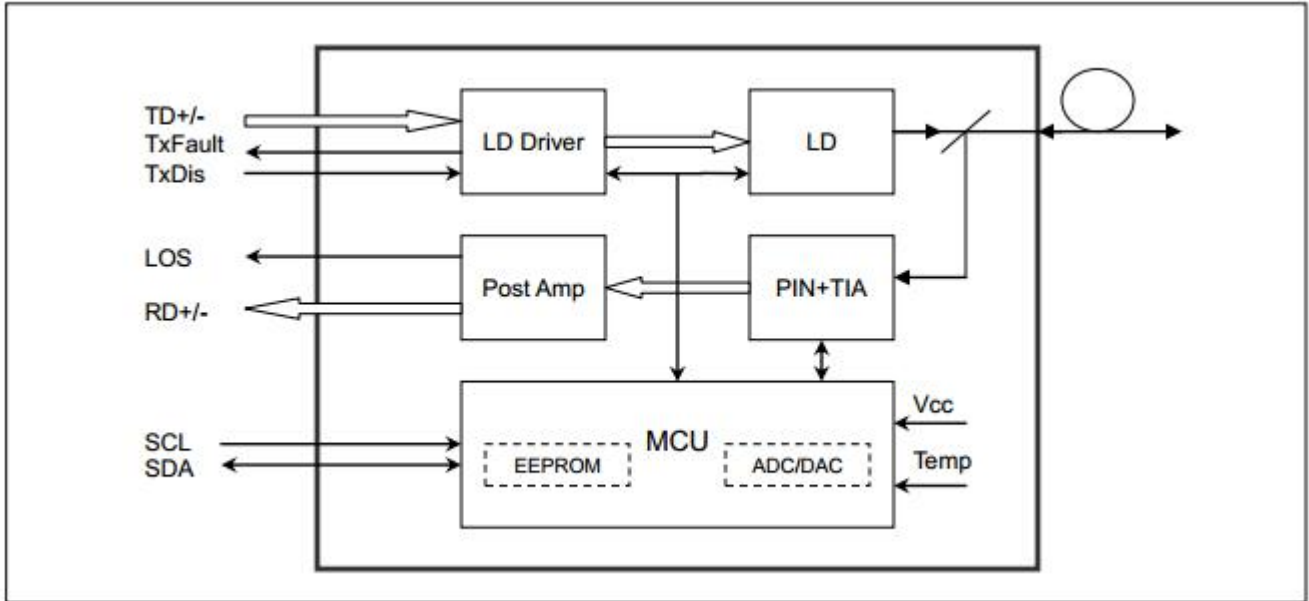 TD+/-
TxFault
TxDis
LD Driver
LD
LOS
RD+/-
Post Amp
PIN+TIA
SCL
SDA
MCU
EEPROM
ADC/DAC
Vcc
Temp